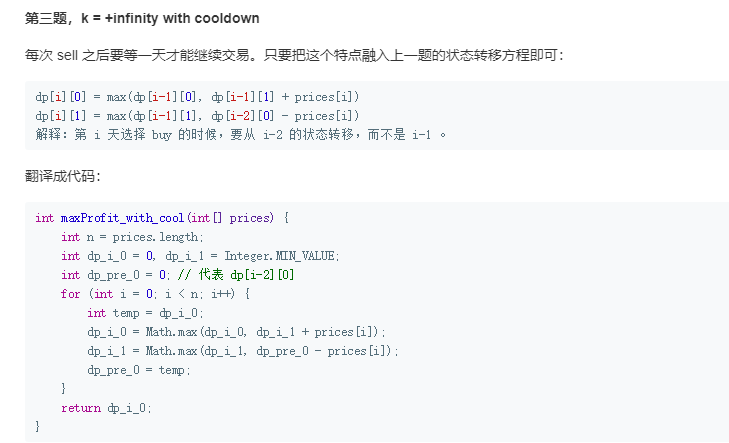 第三题，k = +infinity with cooldown
每次 sell 之后要等一天才能继续交易。只要把这个特点融入上一题的状态转移方程即可：
dp[i][0] = max(dp[i-1][0], dp[i-1][1] + prices[i])
dp[i][1] = max(dp[i-1][1], dp[i-2][0] - prices[i])
解释：第 i 天选择 buy 的时候，要从 i-2 的状态转移，而不是 i-1 。
翻译成代码：
int maxProfit_with_cool(int[] prices) {
    int n = prices.length;
    int dp_i_0 = 0, dp_i_1 = Integer.MIN_VALUE;
    int dp_pre_0 = 0; // 代表 dp[i-2][0]
    for (int i = 0; i < n; i++) {
        int temp = dp_i_0;
        dp_i_0 = Math.max(dp_i_0, dp_i_1 + prices[i]);
        dp_i_1 = Math.max(dp_i_1, dp_pre_0 - prices[i]);
        dp_pre_0 = temp;
    }
    return dp_i_0;
}